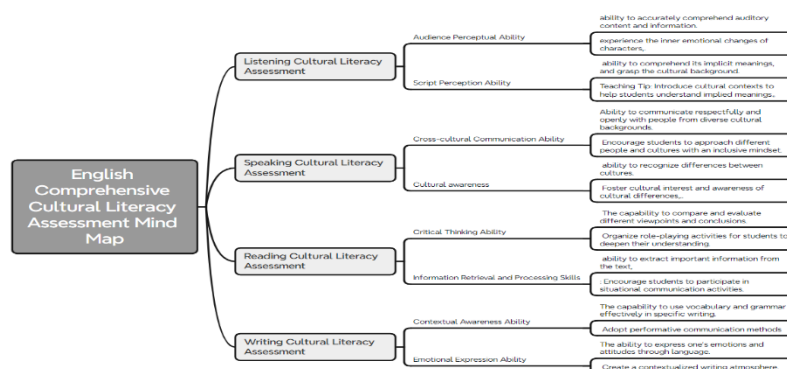 English
Comprehensive
Cultural Literacy
Assessment Mind
Map
Listening Cultural Literacy
Assessment
Audience Perceptual Ability
ability to accurately comprehend auditory
content and information.
experience the inner emotional changes of
characters,.
Script Perception Ability
ability to comprehend its implicit meanings,
and grasp the cultural background.
Teaching Tip: Introduce cultural contexts to
help students understand implied meanings,.
Speaking Cultural Literacy
Assessment
Cross-cultural Communication Ability
Ability to communicate respectfully and
openly with people from diverse cultural
backgrounds.
Encourage students to approach different
people and cultures with an inclusive mindset.
Cultural awareness
ability to recognize differences between
cultures.
Foster cultural interest and awareness of
cultural differences,.
Reading Cultural Literacy
Assessment
Critical Thinking Ability
The capability to compare and evaluate
different viewpoints and conclusions.
Organize role-playing activities for students to
deepen their understanding.
Information Retrieval and Processing Skills
ability to extract important information from
the text,
: Encourage students to participate in
situational communication activities.
Writing Cultural Literacy
Assessment
Contextual Awareness Ability
The capability to use vocabulary and grammar
effectively in specific writing.
Adopt performative communication methods
Emotional Expression Ability
The ability to express one's emotions and
attitudes through language.
Create a contextualized writing atmosphere